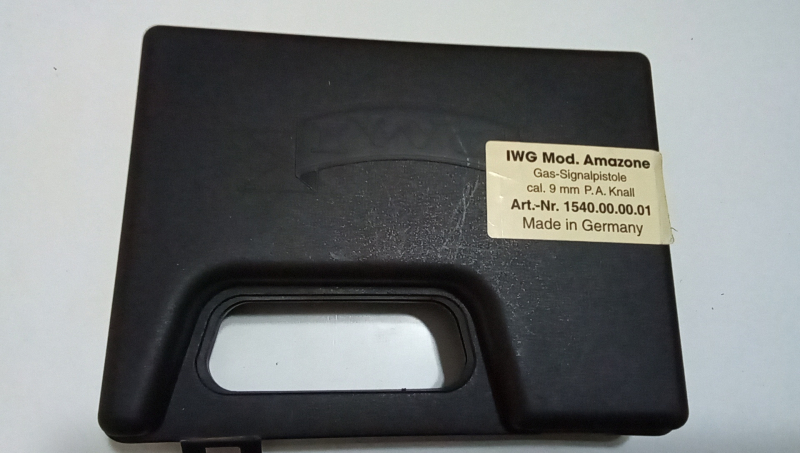 IWG Mod. Amazone
Gas-Signalpistole
cal. 9 mm P.A. Knall
Art.-Nr. 1540.00.00.01
Made in Germany